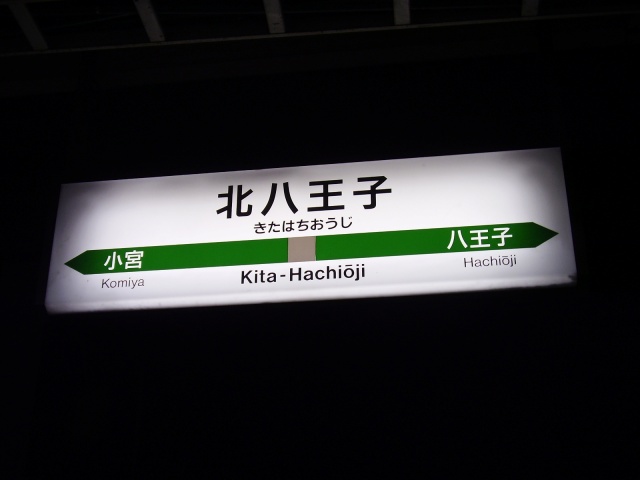 北八王子
きたはちおうじ
小宮 八王子
Komiya Kita-Hachiōji Hachiōji